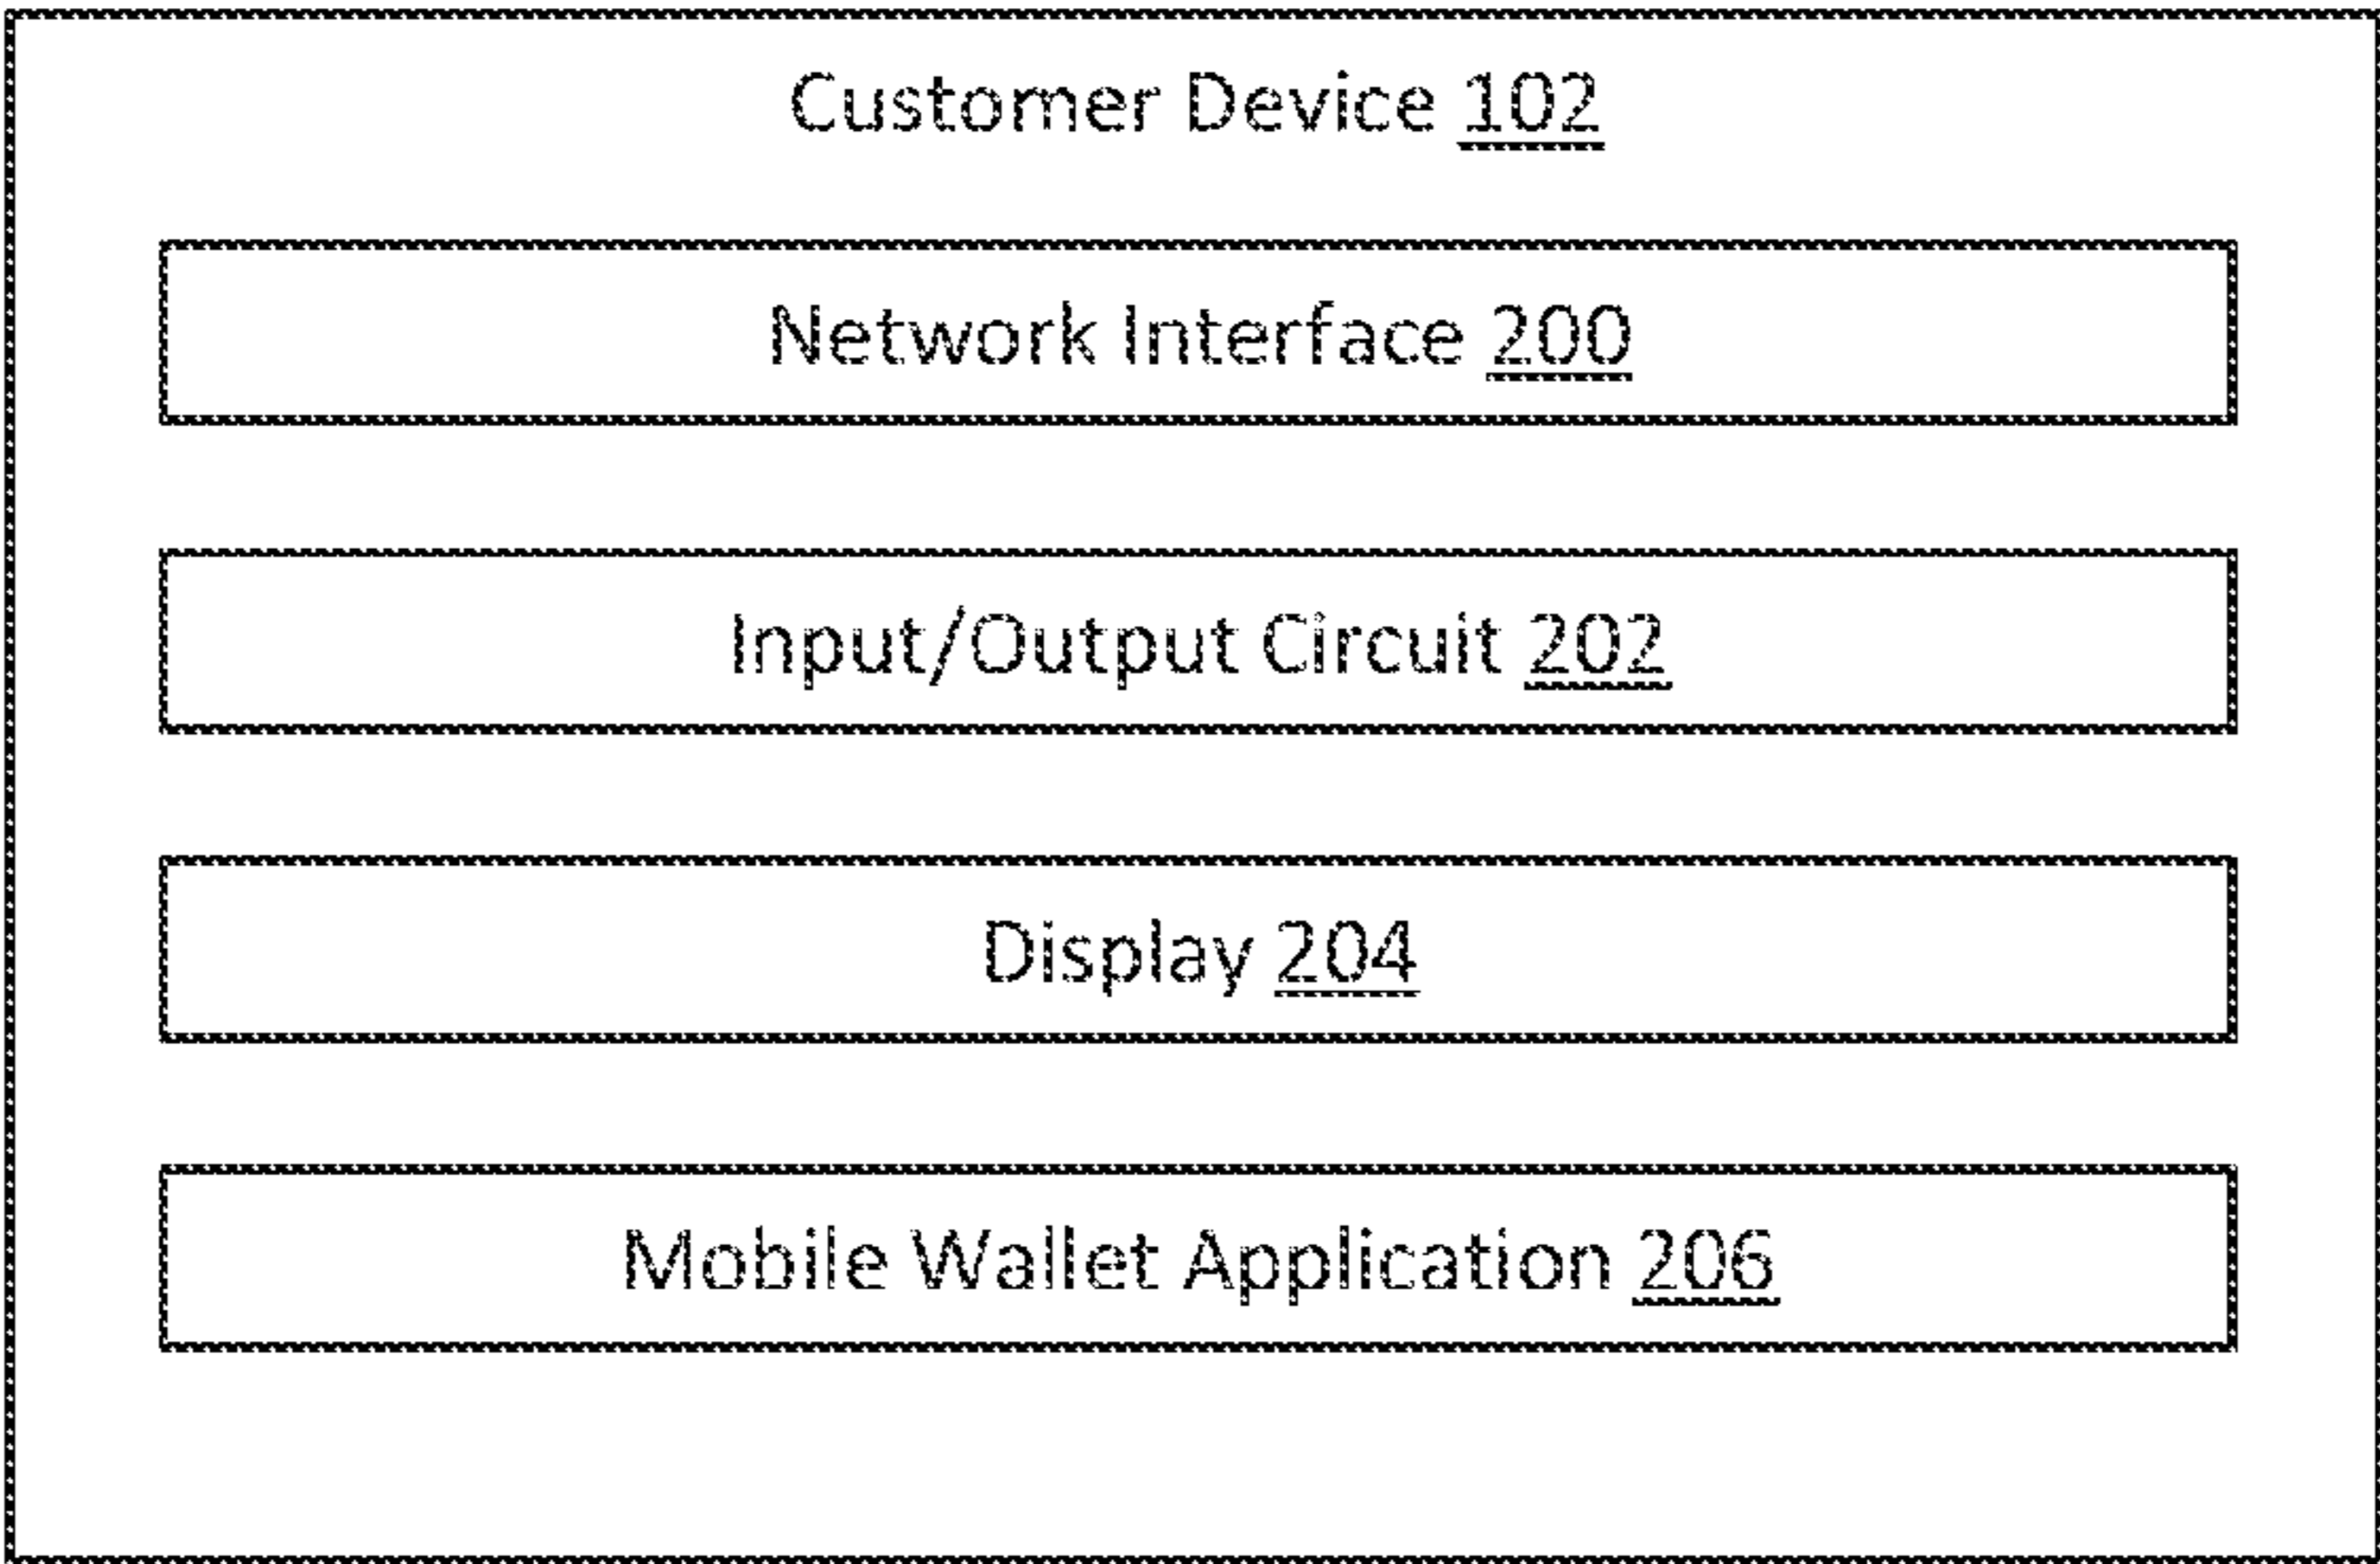 Customer Device 102
Network Interface 200
Input/Output Circuit 202
Display 204
Mobile Wallet Application 206